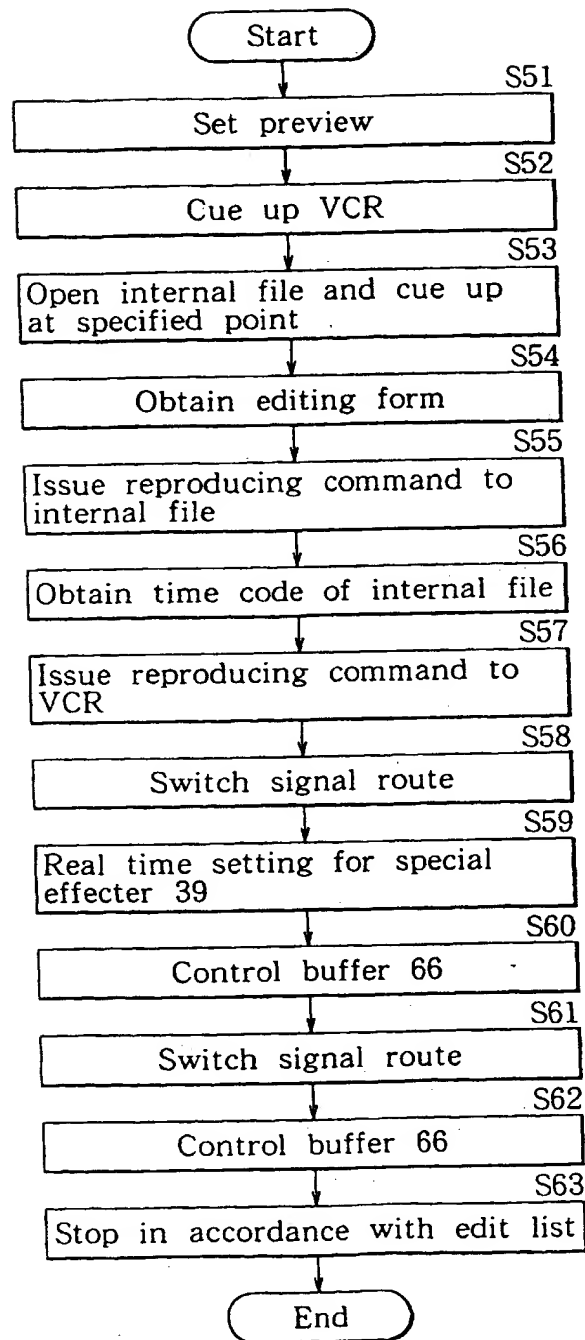 Start
S51
Set preview
S52
Cue up VCR
S53
Open internal file and cue up
at specified point
S54
Obtain editing form
S55
Issue reproducing command to
internal file
S56
Obtain time code of internal file
S57
Issue reproducing command to
VCR
S58
Switch signal route
S59
Real time setting for special
effecter 39
S60
Control buffer 66
S61
Switch signal route
S62
Control buffer 66
S63
Stop in accordance with edit list
End